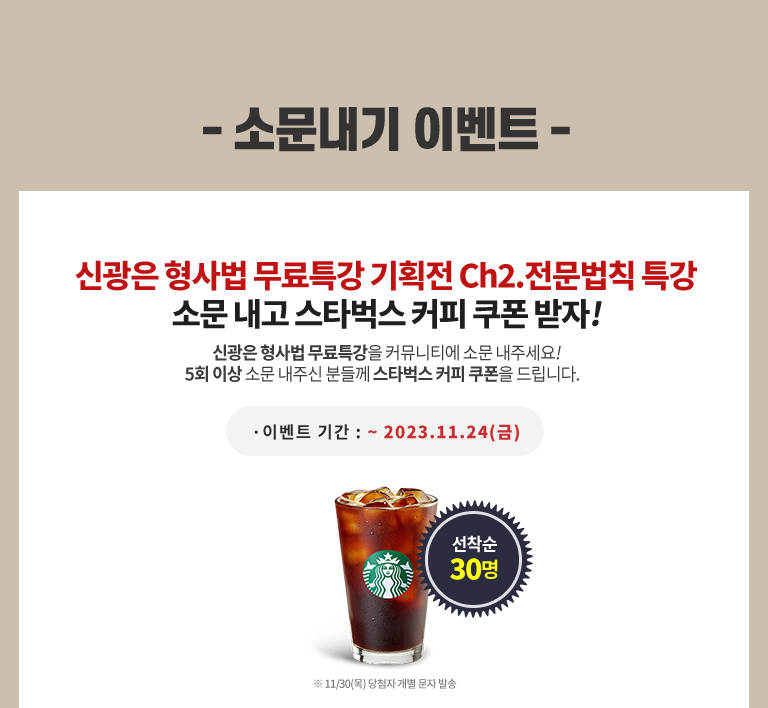 - 소문내기 이벤트 -
신광은 형사법 무료특강 기획전 Ch2.전문법칙 특강
소문 내고 스타벅스 커피 쿠폰 받자!
신광은 형사법 무료특강을 커뮤니티에 소문 내주세요!
5회 이상 소문 내주신 분들께 스타벅스 커피 쿠폰을 드립니다.
· 이벤트 기간 : ~ 2023.11.24(금)
선착순
30명
※ 11/30(목) 당첨자 개별 문자 발송